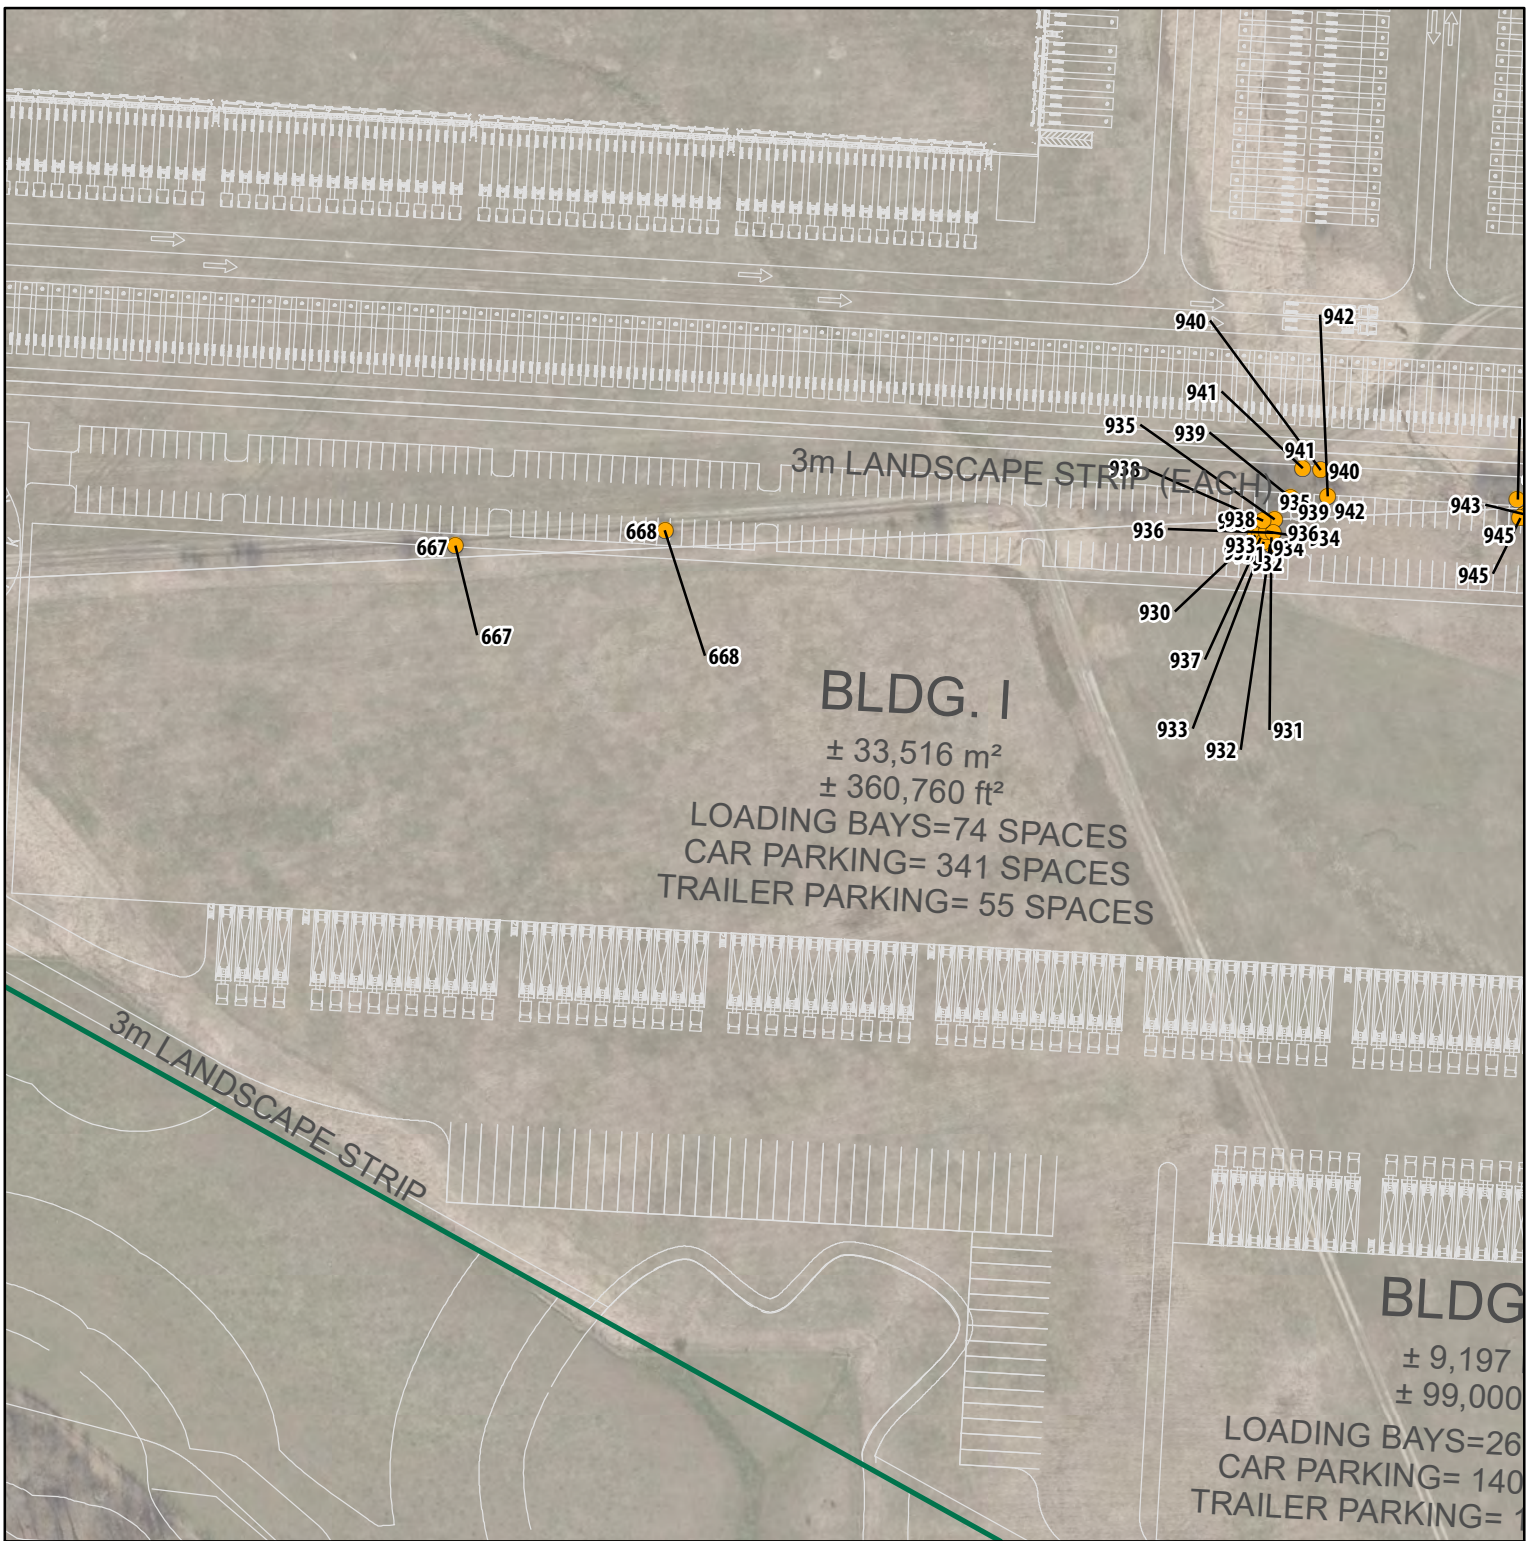 942
940
941
935
939
941
938
3m LANDSCAPE STRIP (EACH)
940
935
939
942
943
938
936
936
934
945
668
667
933
934
932
945
930
667
668
937
933
931
932
BLDG. I
± 33,516 m²
± 360,760 ft²
LOADING BAYS=74 SPACES
CAR PARKING= 341 SPACES
TRAILER PARKING= 55 SPACES
3m LANDSCAPE STRIP
BLDG
± 9,197
± 99,000
LOADING BAYS=26
CAR PARKING= 140
TRAILER PARKING=